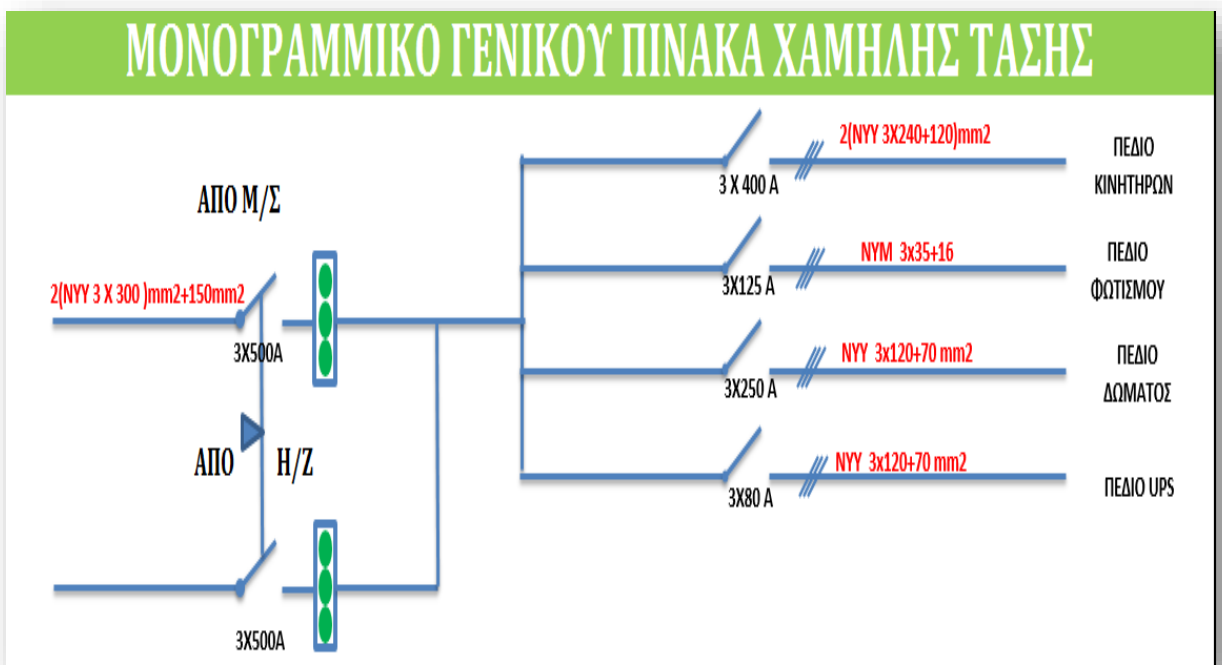 ΜΟΝΟΓΡΑΜΜΙΚΟ ΓΕΝΙΚΟΥ ΠΙΝΑΚΑ ΧΑΜΗΛΗΣ ΤΑΣΗΣ
ΑΠΟ Μ/Σ
2(NYY 3 X 300 )mm2+150mm2
3X500A
ΑΠΟ Η/Ζ
3X500A
2(NYY 3X240+120)mm2
3 X 400 A
ΠΕΔΙΟ
ΚΙΝΗΤΗΡΩΝ
NYM 3x35+16
3X125 A
ΠΕΔΙΟ
ΦΩΤΙΣΜΟΥ
NYY 3x120+70 mm2
3X250 A
ΠΕΔΙΟ
ΔΩΜΑΤΟΣ
NYY 3x120+70 mm2
3X80 A
ΠΕΔΙΟ UPS